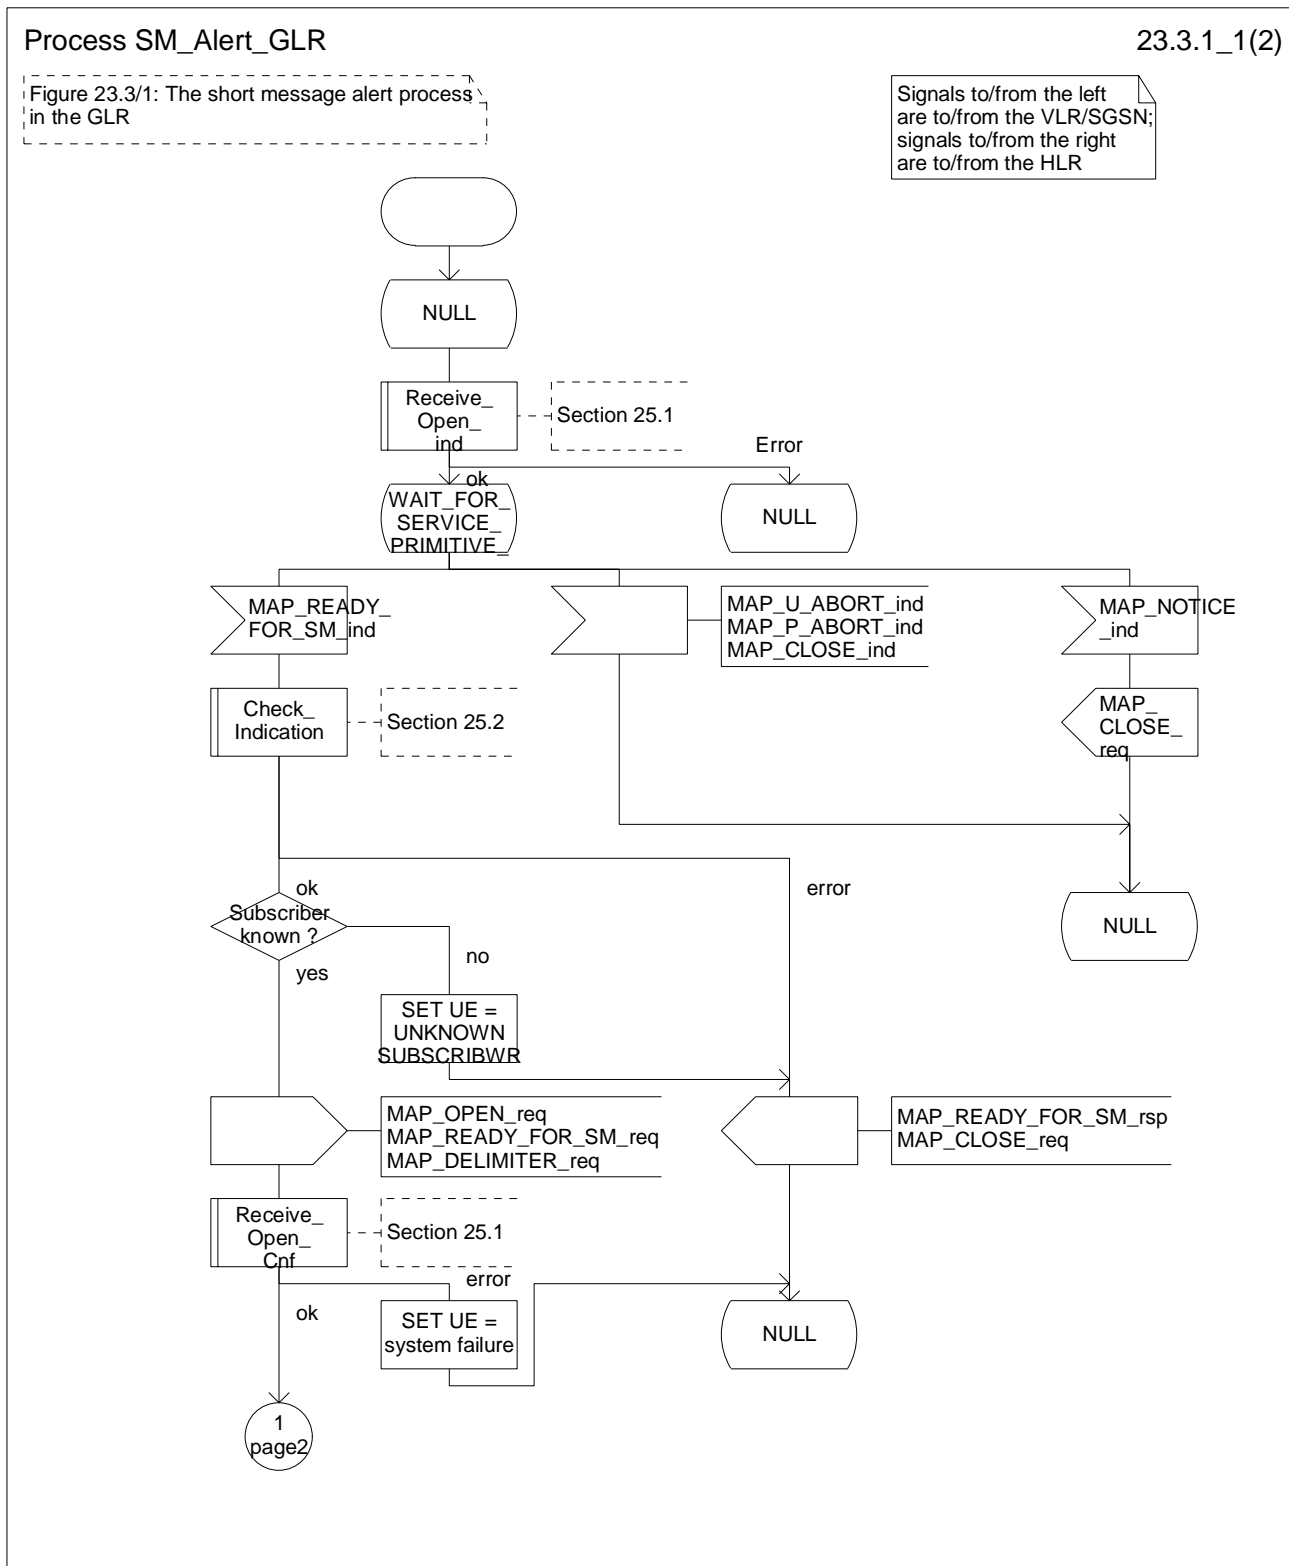 Process SM_Alert_GLR
23.3.1_1(2)
Figure 23.3/1: The short message alert process
in the GLR
Signals to/from the left
are to/from the VLR/SGSN;
signals to/from the right
are to/from the HLR
NULL
Receive_
Open_
ind
Section 25.1
Error
ok
WAIT_FOR_
SERVICE_
PRIMITIVE_
NULL
MAP_READY_
FOR_SM_ind
MAP_U_ABORT_ind
MAP_P_ABORT_ind
MAP_CLOSE_ind
MAP_NOTICE
_ind
Check_
Indication
Section 25.2
MAP_
CLOSE_
req
ok
error
Subscriber
known ?
NULL
no
yes
SET UE =
UNKNOWN
SUBSCRIBWR
MAP_OPEN_req
MAP_READY_FOR_SM_req
MAP_DELIMITER_req
MAP_READY_FOR_SM_rsp
MAP_CLOSE_req
Receive_
Open_
Cnf
Section 25.1
error
ok
SET UE =
system failure
NULL
1
page2